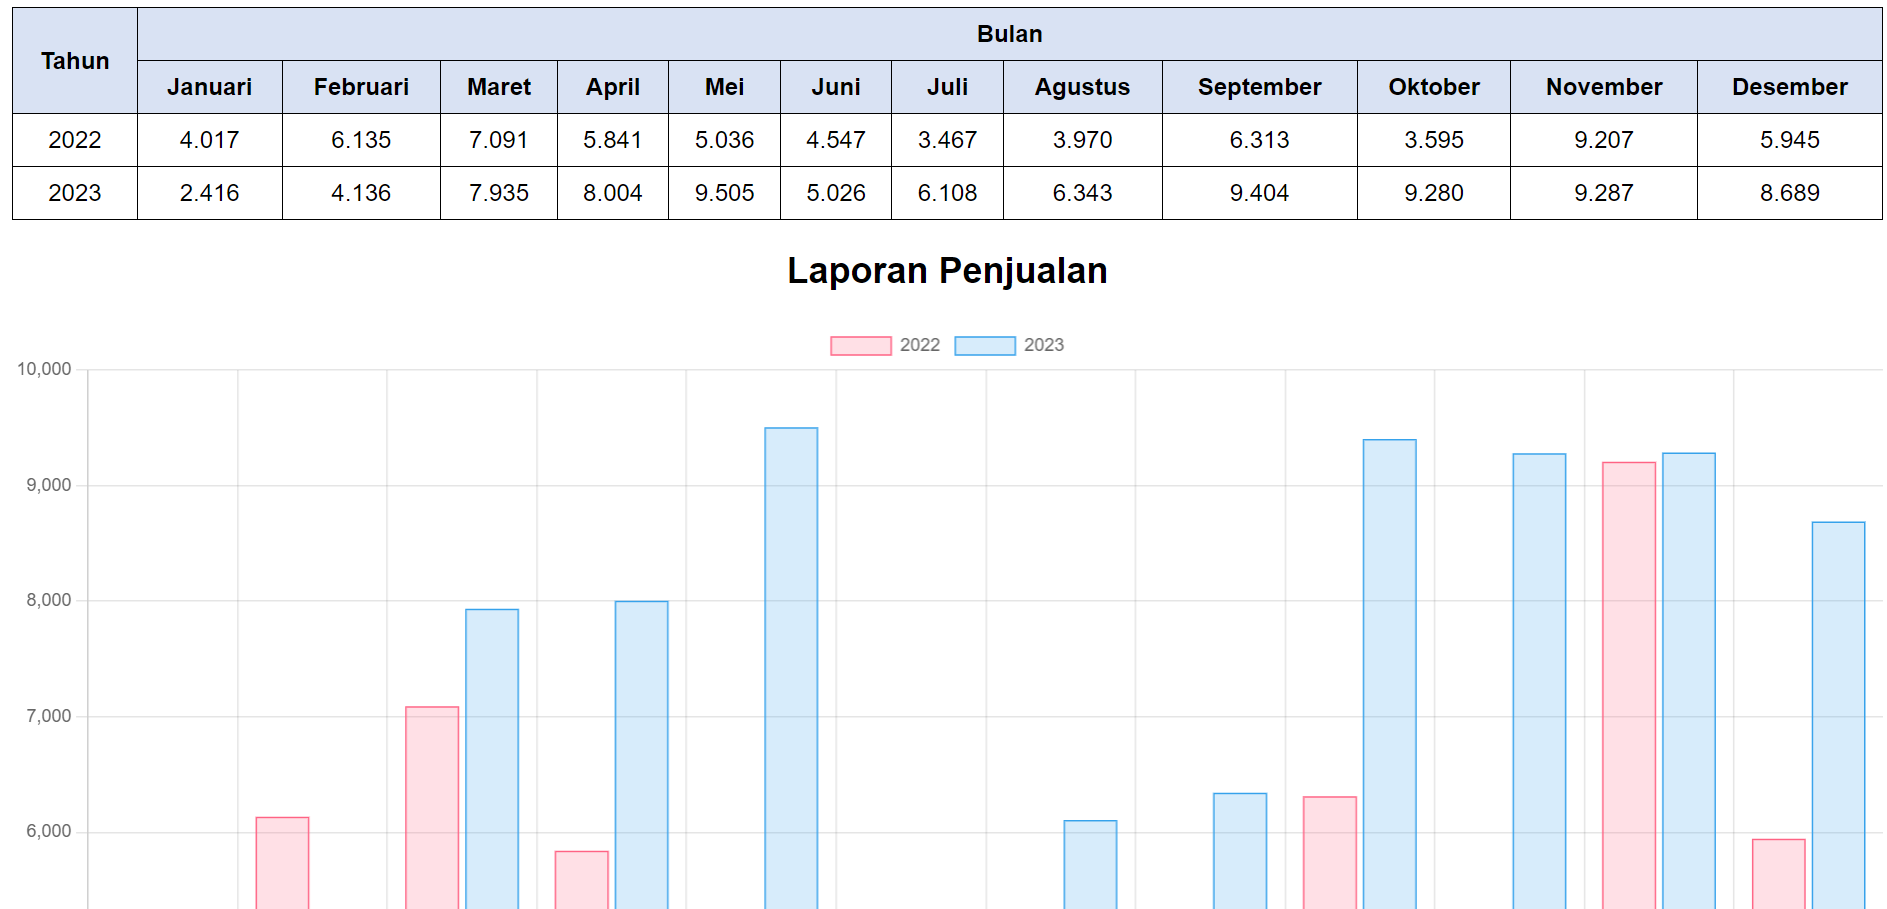 Tahun Bulan
Januari Februari Maret April Mei Juni Juli Agustus September Oktober November Desember
2022 4.017 6.135 7.091 5.841 5.036 4.547 3.467 3.970 6.313 3.595 9.207 5.945
2023 2.416 4.136 7.935 8.004 9.505 5.026 6.108 6.343 9.404 9.280 9.287 8.689
Laporan Penjualan
2022 2023
10,000
9,000
8,000
7,000
6,000